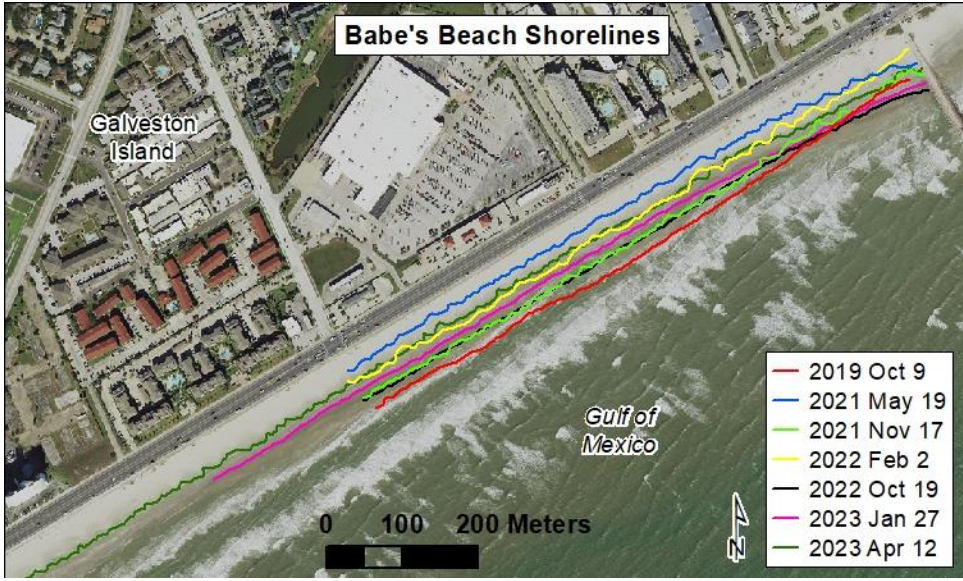 Babe's Beach Shorelines
Galveston
Island
Gulf of
Mexico
0 100 200 Meters
N
2019 Oct 9
2021 May 19
2021 Nov 17
2022 Feb 2
2022 Oct 19
2023 Jan 27
2023 Apr 12